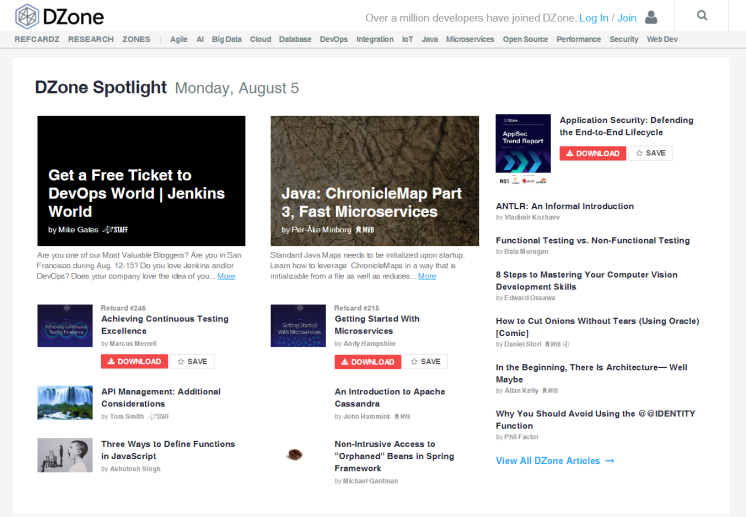 DZone
Over a million developers have joined DZone. Log In / Join
REFCARDZ RESEARCH ZONES | Agile AI Big Data Cloud Database DevOps Integration IoT Java Microservices Open Source Performance Security Web Dev
DZone Spotlight Monday, August 5
Get a Free Ticket to
DevOps World | Jenkins
World
by Mike Gates STAFF
Are you one of our Most Valuable Bloggers? Are you in San
Francisco during Aug. 12-15? Do you love Jenkins and/or
DevOps? Does your company love the idea of you... More
Java: ChronicleMap Part
3, Fast Microservices
by Per-Åke Minborg MVB
Standard Java Maps needs to be initialized upon startup.
Learn how to leverage ChronicleMaps in a way that is
initializable from a file as well as reduces... More
Refcard #246
Achieving Continuous Testing
Excellence
by Marcus Merrell
DOWNLOAD SAVE
Refcard #215
Getting Started With
Microservices
by Andy Hampshire
DOWNLOAD SAVE
API Management: Additional
Considerations
by Tom Smith STAFF
An Introduction to Apache
Cassandra
by John Hammink MVB
Three Ways to Define Functions
in JavaScript
by Ashutosh Singh
Non-Intrusive Access to
"Orphaned" Beans in Spring
Framework
by Michael Gantman
AppSec
Trend Report
Application Security: Defending
the End-to-End Lifecycle
DOWNLOAD SAVE
ANTLR: An Informal Introduction
by Vladimir Kozhaev
Functional Testing vs. Non-Functional Testing
by Bala Murugan
8 Steps to Mastering Your Computer Vision
Development Skills
by Edward Ossawa
How to Cut Onions Without Tears (Using Oracle)
[Comic]
by Daniel Stori MVB
In the Beginning, There Is Architecture— Well
Maybe
by Allan Kelly MVB
Why You Should Avoid Using the @@IDENTITY
Function
by Phil Factor
View All DZone Articles →